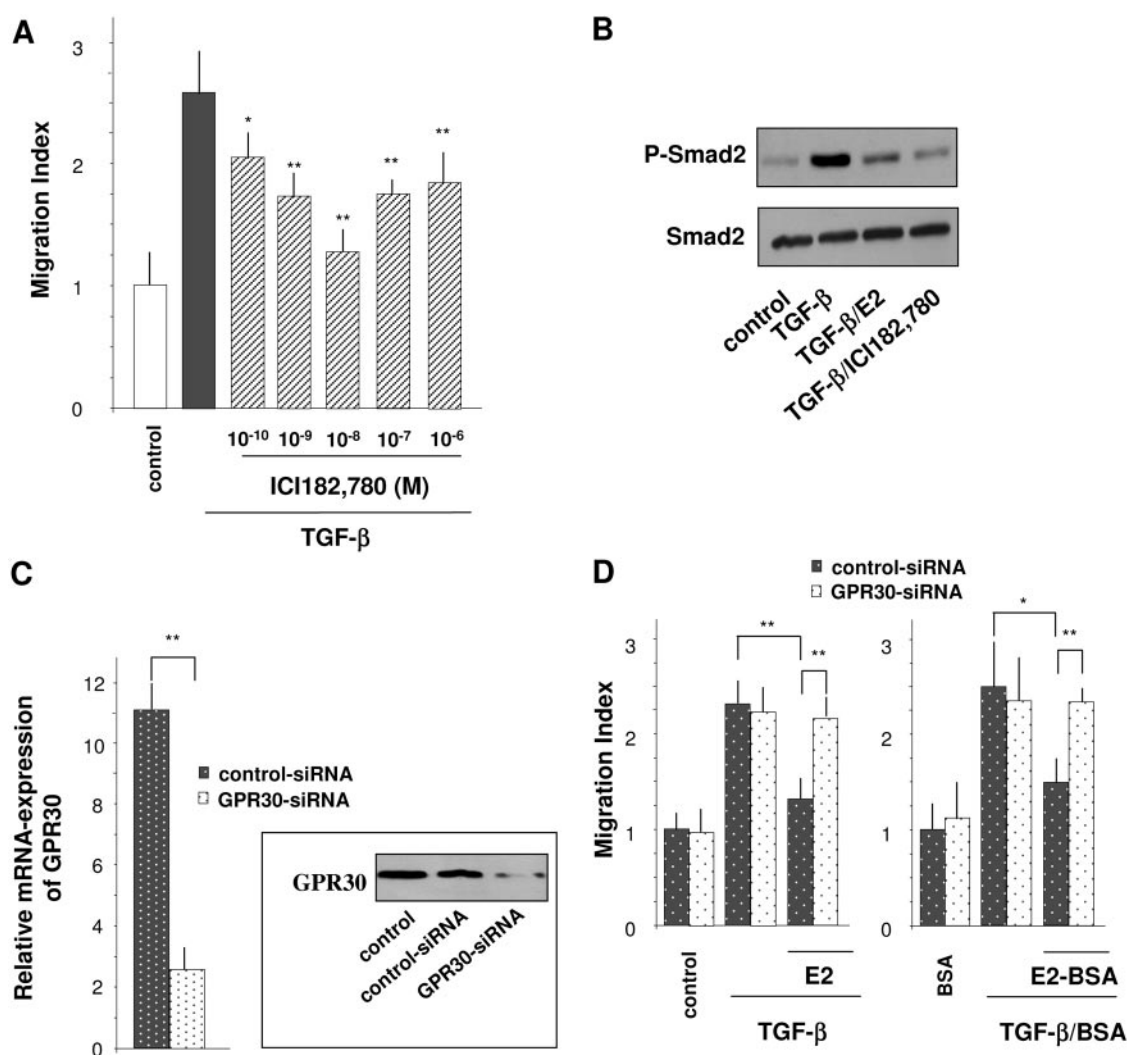 A
Migration Index
3
2
1
0
*
**
**
**
**
control
10-10 10-9 10-8 10-7 10-6
ICI182,780 (M)
TGF-β
B
P-Smad2
Smad2
control
TGF-β
TGF-β/E2
TGF-β/ICI182,780
C
Relative mRNA-expression
of GPR30
12
11
8
6
4
2
0
**
control-siRNA
GPR30-siRNA
GPR30
control
control-siRNA
GPR30-siRNA
D
control-siRNA
GPR30-siRNA
Migration Index
3
2
1
0
**
**
control
E2
TGF-β
3
2
1
0
*
**
BSA
E2-BSA
TGF-β/BSA